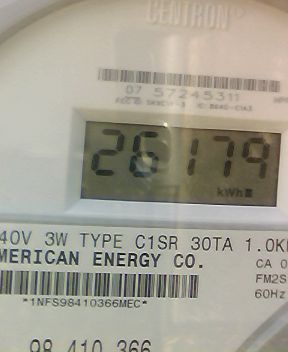 CENTRON
07 57245311
26179
kWh
40V 3W TYPE C1SR 30TA 1.0K
MERICAN ENERGY CO.
CA 0
FM2S
60Hz
*1NFS98410366MEC*
98 410 366